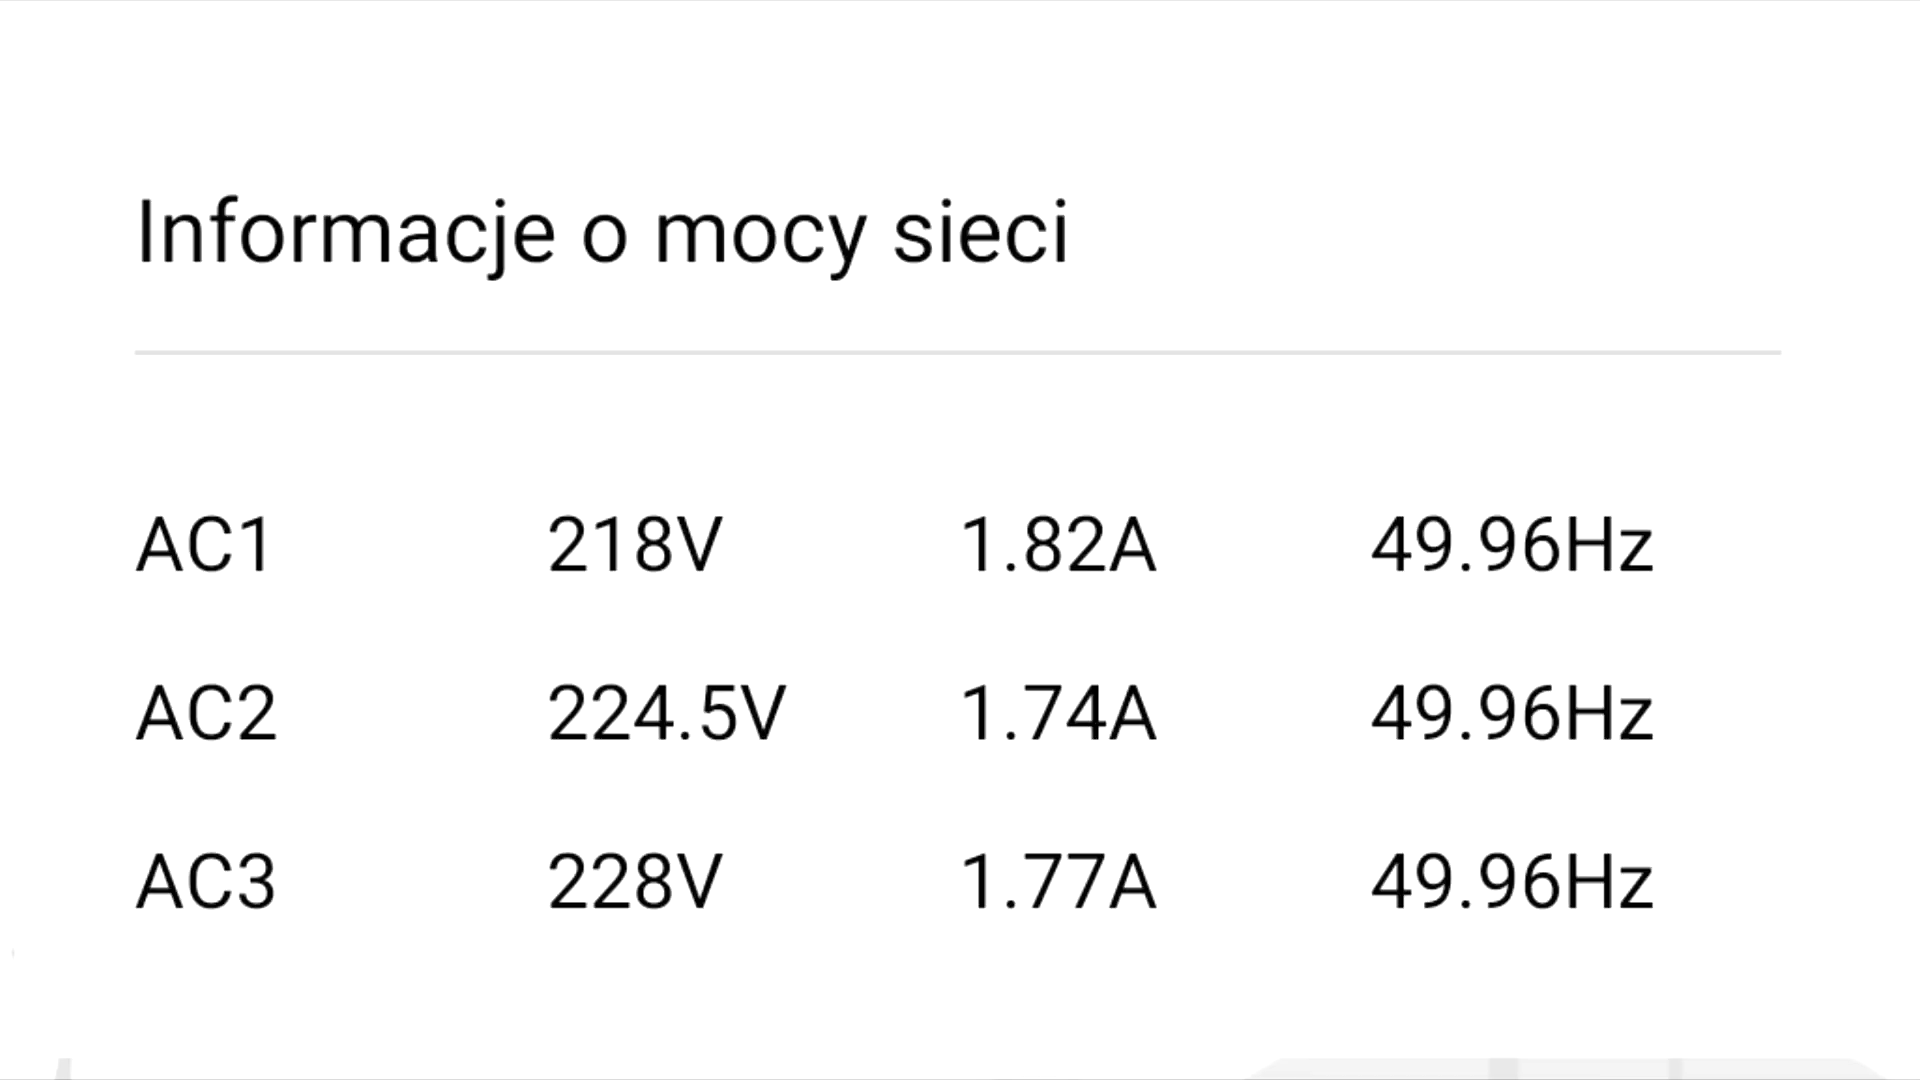 Informacje o mocy sieci
AC1 218V 1.82A 49.96Hz
AC2 224.5V 1.74A 49.96Hz
AC3 228V 1.77A 49.96Hz